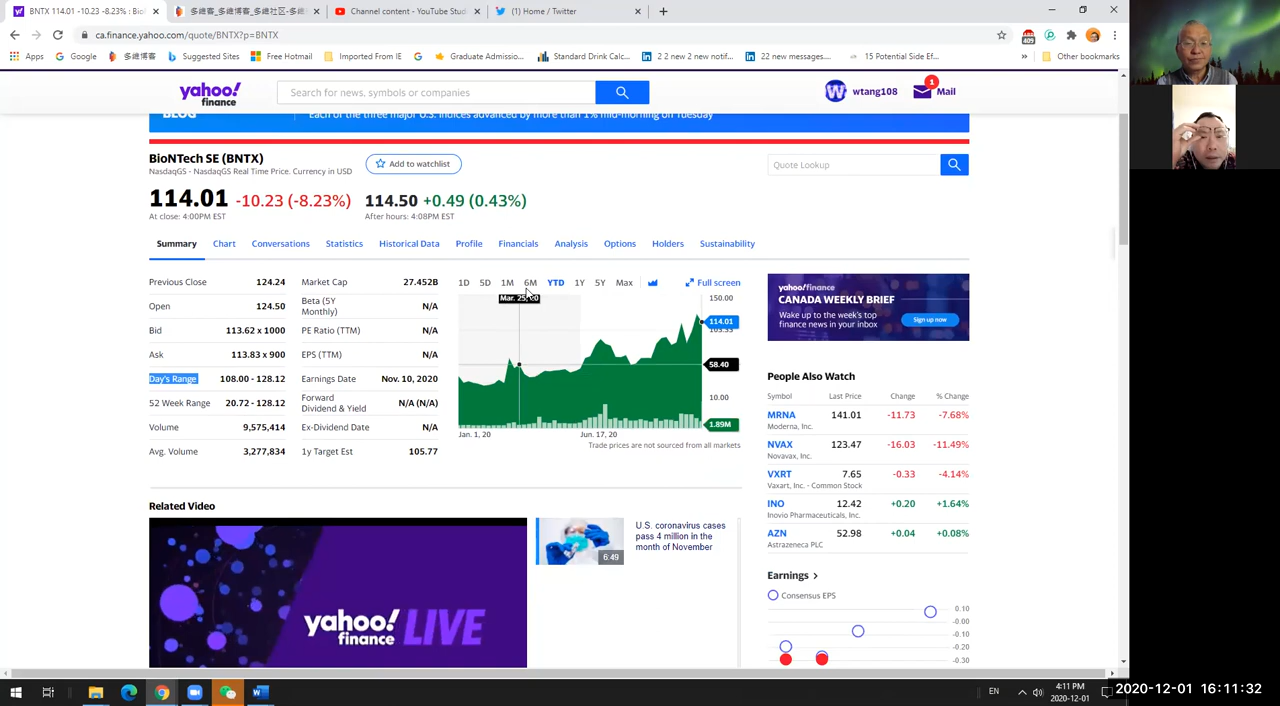 BNTX 114.01 -10.23 -8.23% : Bio
多維客_多維博客_多維社区-多維
Channel content - YouTube Stud
(1) Home / Twitter
ca.finance.yahoo.com/quote/BNTX?p=BNTX
409
Apps
Google
多維博客
Suggested Sites
Free Hotmail
Imported From IE
Graduate Admissio...
Standard Drink Calc...
2 2 new 2 new notif...
22 new messages...
15 Potential Side Ef...
»
Other bookmarks
yahoo!
finance
Search for news, symbols or companies
wtang108
1
Mail
BLOG
Each of the three major U.S. indices advanced by more than 1% mid-morning on Tuesday
BioNTech SE (BNTX)
NasdaqGS - NasdaqGS Real Time Price. Currency in USD
Add to watchlist
Quote Lookup
114.01 -10.23 (-8.23%)
At close: 4:00PM EST
114.50 +0.49 (0.43%)
After hours: 4:08PM EST
Summary
Chart
Conversations
Statistics
Historical Data
Profile
Financials
Analysis
Options
Holders
Sustainability
Previous Close 124.24
Open 124.50
Bid 113.62 x 1000
Ask 113.83 x 900
Day's Range 108.00 - 128.12
52 Week Range 20.72 - 128.12
Volume 9,575,414
Avg. Volume 3,277,834
Market Cap 27.452B
Beta (5Y
Monthly) N/A
PE Ratio (TTM) N/A
EPS (TTM) N/A
Earnings Date Nov. 10, 2020
Forward
Dividend & Yield N/A (N/A)
Ex-Dividend Date N/A
1y Target Est 105.77
1D 5D 1M 6M YTD 1Y 5Y Max
Full screen
150.00
114.01
58.40
10.00
1.89M
Jan. 1, 20
Jun. 17, 20
Trade prices are not sourced from all markets
yahoo! finance
CANADA WEEKLY BRIEF
Wake up to the week's top
finance news in your inbox
Sign up now
People Also Watch
Symbol Last Price Change % Change
MRNA 141.01 -11.73 -7.68%
Moderna, Inc.
NVAX 123.47 -16.03 -11.49%
Novavax, Inc.
VXRT 7.65 -0.33 -4.14%
Vaxart, Inc. - Common Stock
INO 12.42 +0.20 +1.64%
Inovio Pharmaceuticals, Inc.
AZN 52.98 +0.04 +0.08%
Astrazeneca PLC
Earnings
Consensus EPS
0.10
-0.00
-0.10
-0.20
-0.30
Related Video
yahoo!
finance LIVE
6:49
U.S. coronavirus cases
pass 4 million in the
month of November
EN
4:11 PM
2020-12-01
2020-12-01 16:11:32